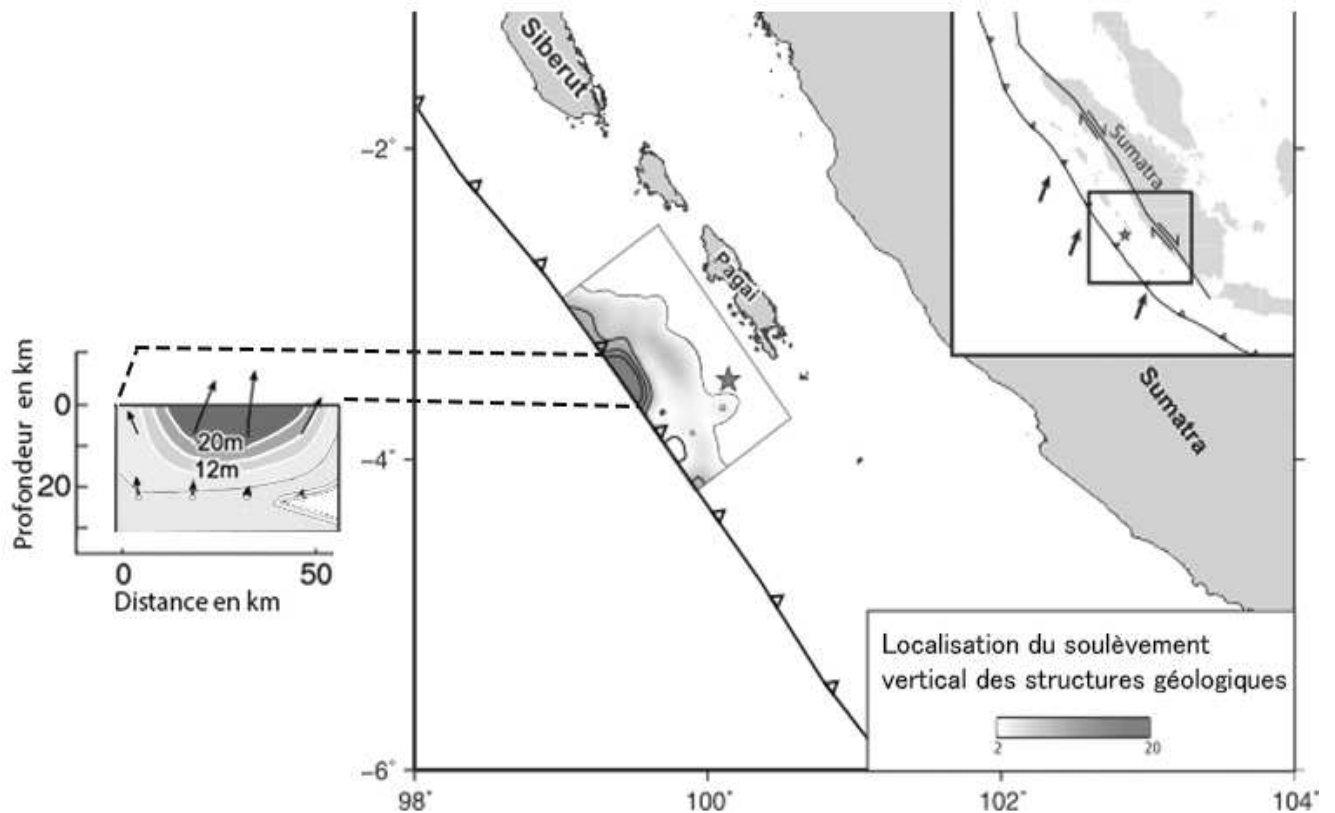 Siberut
Pagaï
Sumatra
Sumatra
-2°
-4°
-6°
98°
100°
102°
104°
Profondeur en km
0
20
20m
12m
0
50
Distance en km
Localisation du soulèvement
vertical des structures géologiques
2
20